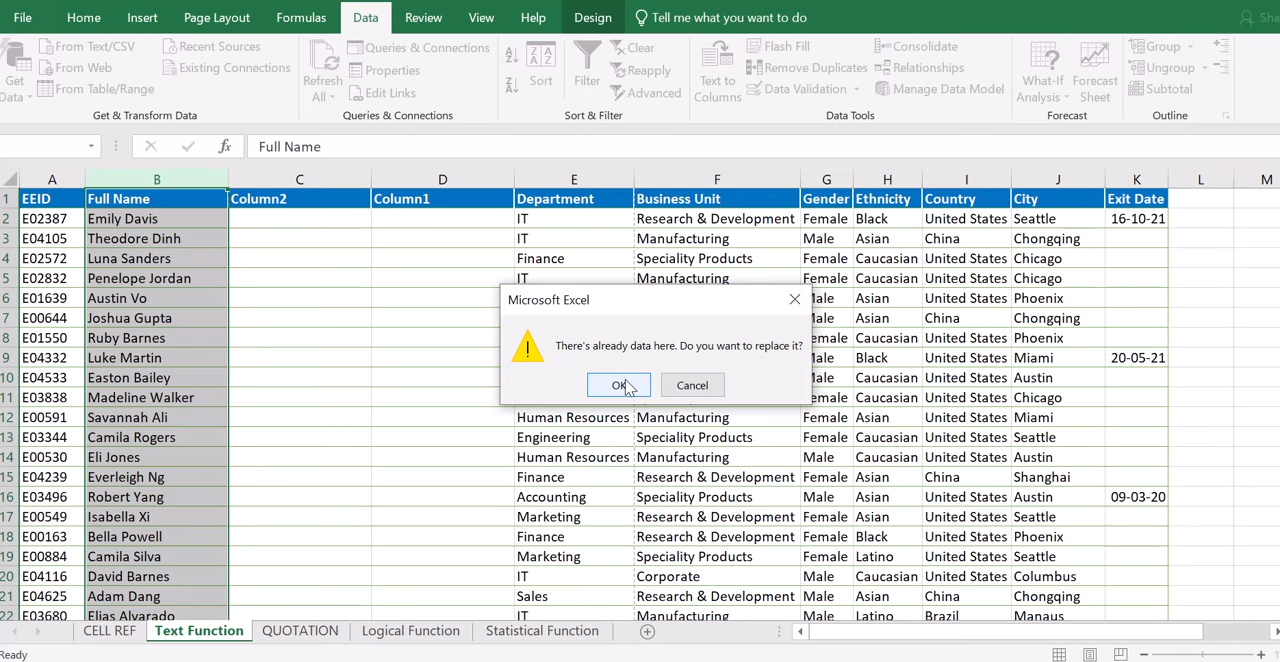 File Home Insert Page Layout Formulas Data Review View Help Design Tell me what you want to do Sha
Get Data From Text/CSV From Web From Table/Range Recent Sources Existing Connections
Get & Transform Data
Refresh All Queries & Connections Properties Edit Links
Queries & Connections
Sort Filter Clear Reapply Advanced
Sort & Filter
Text to Columns Flash Fill Remove Duplicates Data Validation Consolidate Relationships Manage Data Model
Data Tools
What-If Analysis Forecast Sheet
Forecast
Group Ungroup Subtotal
Outline
fx Full Name
A B C D E F G H I J K L M
1 EEID Full Name Column2 Column1 Department Business Unit Gender Ethnicity Country City Exit Date
2 E02387 Emily Davis IT Research & Development Female Black United States Seattle 16-10-21
3 E04105 Theodore Dinh IT Manufacturing Male Asian China Chongqing
4 E02572 Luna Sanders Finance Speciality Products Female Caucasian United States Chicago
5 E02832 Penelope Jordan IT Manufacturing Female Caucasian United States Chicago
6 E01639 Austin Vo Male Asian United States Phoenix
7 E00644 Joshua Gupta Male Asian China Chongqing
8 E01550 Ruby Barnes Female Caucasian United States Phoenix
9 E04332 Luke Martin Male Black United States Miami 20-05-21
10 E04533 Easton Bailey Male Caucasian United States Austin
11 E03838 Madeline Walker Female Caucasian United States Chicago
12 E00591 Savannah Ali Human Resources Manufacturing Female Asian United States Miami
13 E03344 Camila Rogers Engineering Speciality Products Female Caucasian United States Seattle
14 E00530 Eli Jones Human Resources Manufacturing Male Caucasian United States Austin
15 E04239 Everleigh Ng Finance Research & Development Female Asian China Shanghai
16 E03496 Robert Yang Accounting Speciality Products Male Asian United States Austin 09-03-20
17 E00549 Isabella Xi Marketing Research & Development Female Asian United States Seattle
18 E00163 Bella Powell Finance Research & Development Female Black United States Phoenix
19 E00884 Camila Silva Marketing Speciality Products Female Latino United States Seattle
20 E04116 David Barnes IT Corporate Male Caucasian United States Columbus
21 E04625 Adam Dang Sales Research & Development Male Asian China Chongqing
22 E03680 Elias Alvarado IT Manufacturing Male Latino Brazil Manaus
Microsoft Excel
There's already data here. Do you want to replace it?
OK Cancel
CELL REF Text Function QUOTATION Logical Function Statistical Function
Ready